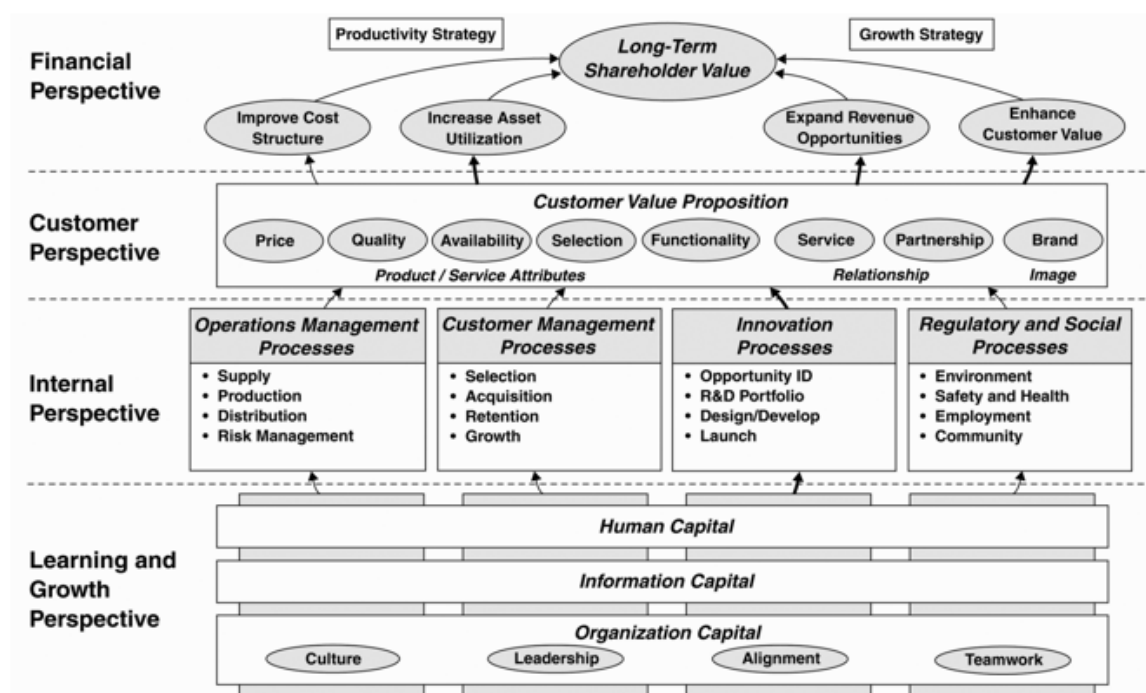 Financial
Perspective
Productivity Strategy
Long-Term
Shareholder Value
Growth Strategy
Improve Cost
Structure
Increase Asset
Utilization
Expand Revenue
Opportunities
Enhance
Customer Value
Customer
Perspective
Customer Value Proposition
Price
Quality
Availability
Selection
Functionality
Service
Partnership
Brand
Product / Service Attributes
Relationship
Image
Internal
Perspective
Operations Management
Processes
• Supply
• Production
• Distribution
• Risk Management
Customer Management
Processes
• Selection
• Acquisition
• Retention
• Growth
Innovation
Processes
• Opportunity ID
• R&D Portfolio
• Design/Develop
• Launch
Regulatory and Social
Processes
• Environment
• Safety and Health
• Employment
• Community
Learning and
Growth
Perspective
Human Capital
Information Capital
Organization Capital
Culture
Leadership
Alignment
Teamwork